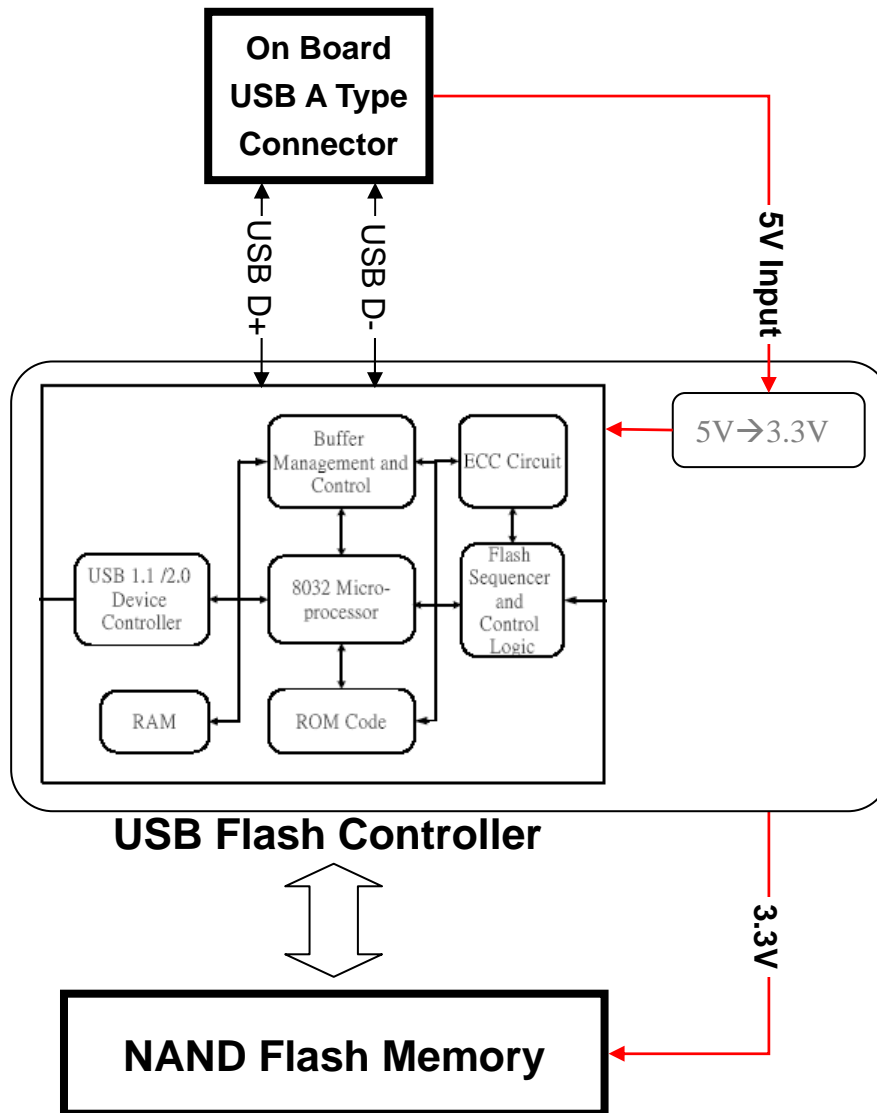 On Board
USB A Type
Connector
USB D+
USB D-
5V Input
5V→3.3V
Buffer
Management and
Control
ECC Circuit
USB 1.1 /2.0
Device
Controller
8032 Micro-
processor
Flash
Sequencer
and
Control
Logic
RAM
ROM Code
USB Flash Controller
3.3V
NAND Flash Memory